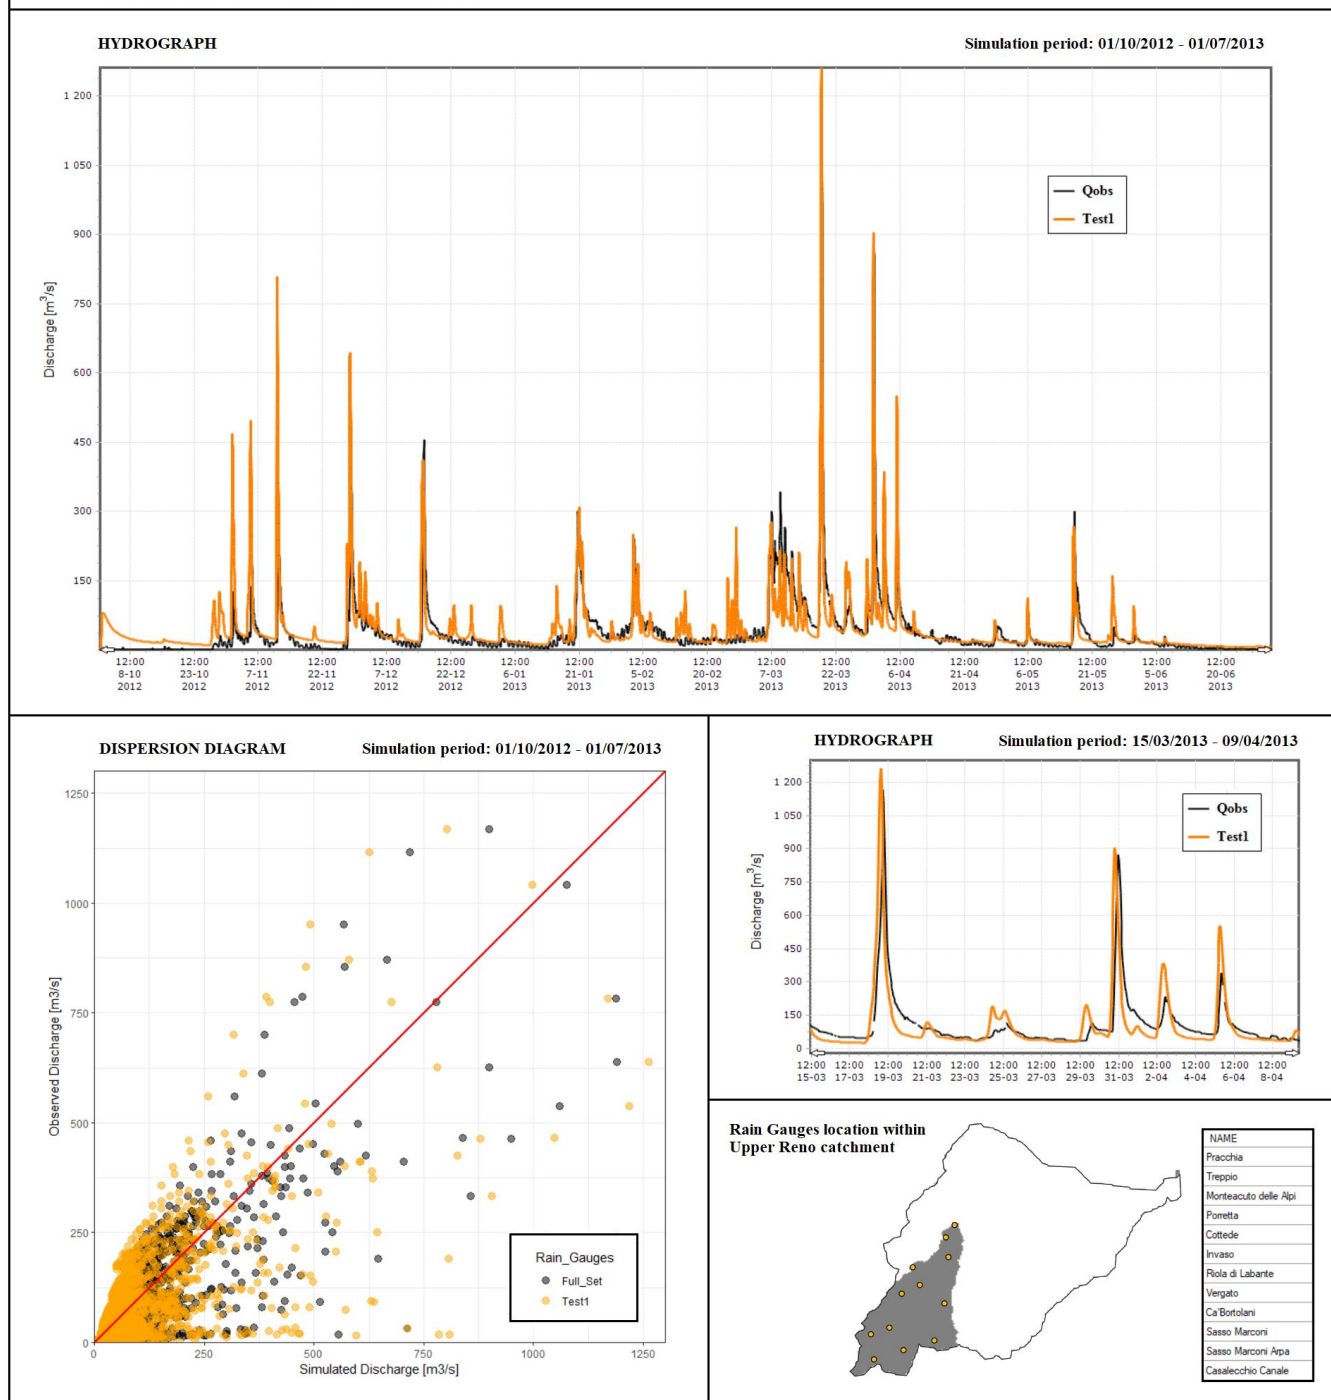 HYDROGRAPH Simulation period: 01/10/2012 - 01/07/2013
1 200
1 050
900
750
600
450
300
150
Discharge [m³/s]
Qobs
Test1
12:00 12:00 12:00 12:00 12:00 12:00 12:00 12:00 12:00 12:00 12:00 12:00 12:00 12:00 12:00 12:00 12:00 12:00
8-10 23-10 7-11 22-11 7-12 22-12 6-01 21-01 5-02 20-02 7-03 22-03 6-04 21-04 6-05 21-05 5-06 20-06
2012 2012 2012 2012 2012 2012 2013 2013 2013 2013 2013 2013 2013 2013 2013 2013 2013 2013
DISPERSION DIAGRAM Simulation period: 01/10/2012 - 01/07/2013
1250
1000
750
500
250
0
Observed Discharge [m3/s]
Rain_Gauges
Full_Set
Test1
0 250 500 750 1000 1250
Simulated Discharge [m3/s]
HYDROGRAPH Simulation period: 15/03/2013 - 09/04/2013
1 200
1 050
900
750
600
450
300
150
0
Discharge [m³/s]
Qobs
Test1
12:00 12:00 12:00 12:00 12:00 12:00 12:00 12:00 12:00 12:00 12:00 12:00 12:00
15-03 17-03 19-03 21-03 23-03 25-03 27-03 29-03 31-03 2-04 4-04 6-04 8-04
Rain Gauges location within
Upper Reno catchment
NAME
Pracchia
Treppio
Monteacuto delle Alpi
Porretta
Cottede
Invaso
Riola di Labante
Vergato
Ca'Bortolani
Sasso Marconi
Sasso Marconi Arpa
Casalecchio Canale